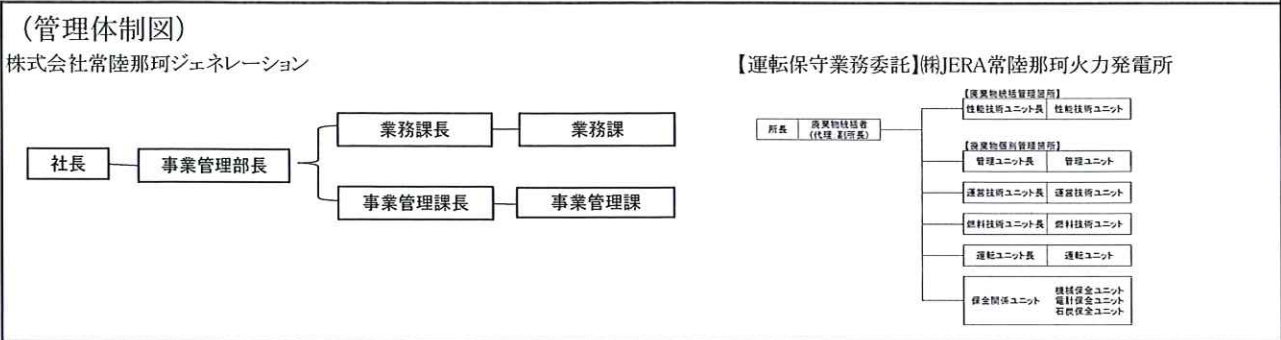 （管理体制図）
株式会社常陸那珂ジェネレーション
社長
事業管理部長
業務課長
業務課
事業管理課長
事業管理課
【運転保守業務委託】㈱JERA常陸那珂火力発電所
所長
廃棄物統括者
（代理：副所長）
【廃棄物統括管理箇所】
性能技術ユニット長 性能技術ユニット
【廃棄物個別管理箇所】
管理ユニット長 管理ユニット
運営技術ユニット長 運営技術ユニット
燃料技術ユニット長 燃料技術ユニット
運転ユニット長 運転ユニット
保全関係ユニット
機械保全ユニット
電計保全ユニット
石炭保全ユニット